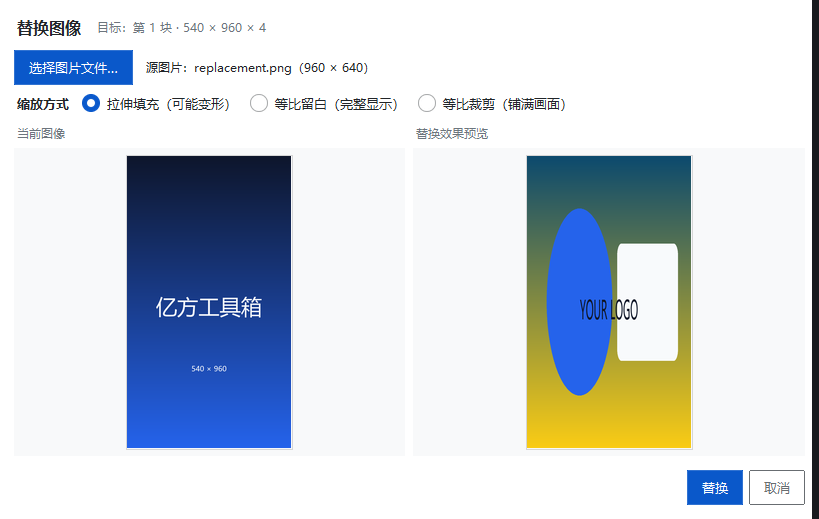 替换图像 目标：第 1 块 · 540 × 960 × 4
选择图片文件... 源图片：replacement.png（960 × 640）
缩放方式 拉伸填充（可能变形） 等比留白（完整显示） 等比裁剪（铺满画面）
当前图像 替换效果预览
亿方工具箱
540 × 960
YOUR LOGO
替换 取消